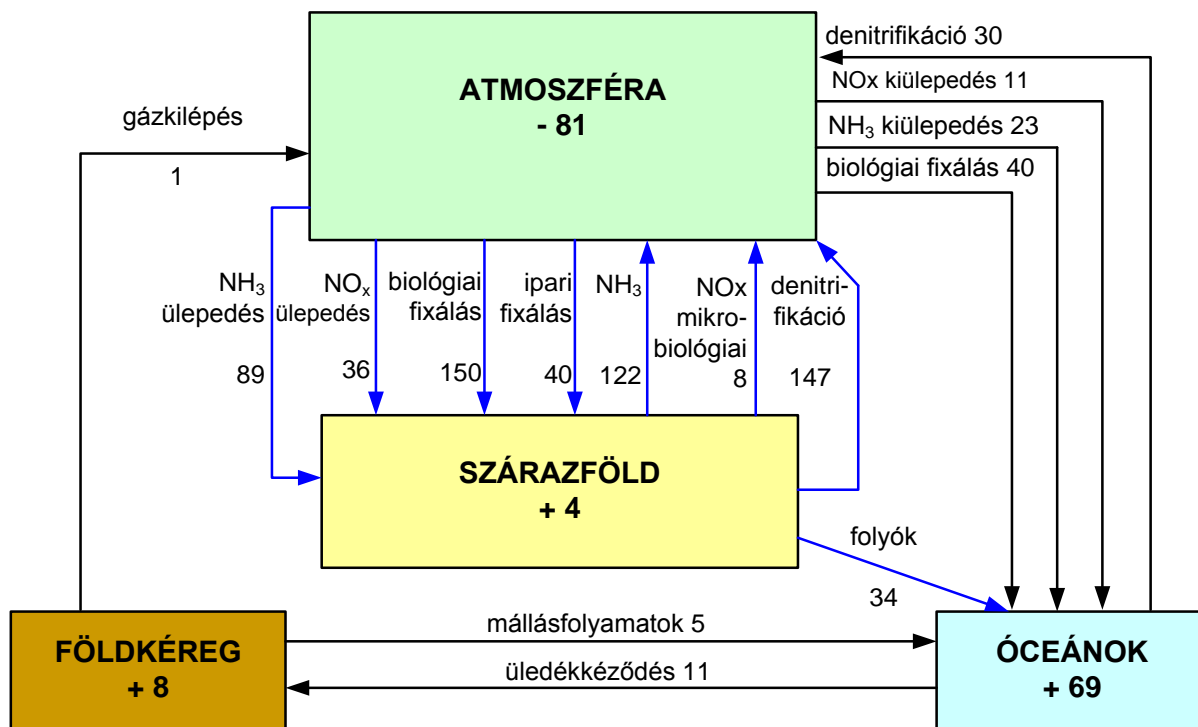 denitrifikáció 30
ATMOSZFÉRA
- 81
NOx kiülepedés 11
NH₃ kiülepedés 23
biológiai fixálás 40
gázkilépés
1
NH₃
ülepedés
89
NOₓ
ülepedés
36
biológiai
fixálás
150
ipari
fixálás
40
NH₃
122
NOx
mikro-
biológiai
8
denitri-
fikáció
147
SZÁRAZFÖLD
+ 4
folyók
34
FÖLDKÉREG
+ 8
mállásfolyamatok 5
üledékkéződés 11
ÓCEÁNOK
+ 69